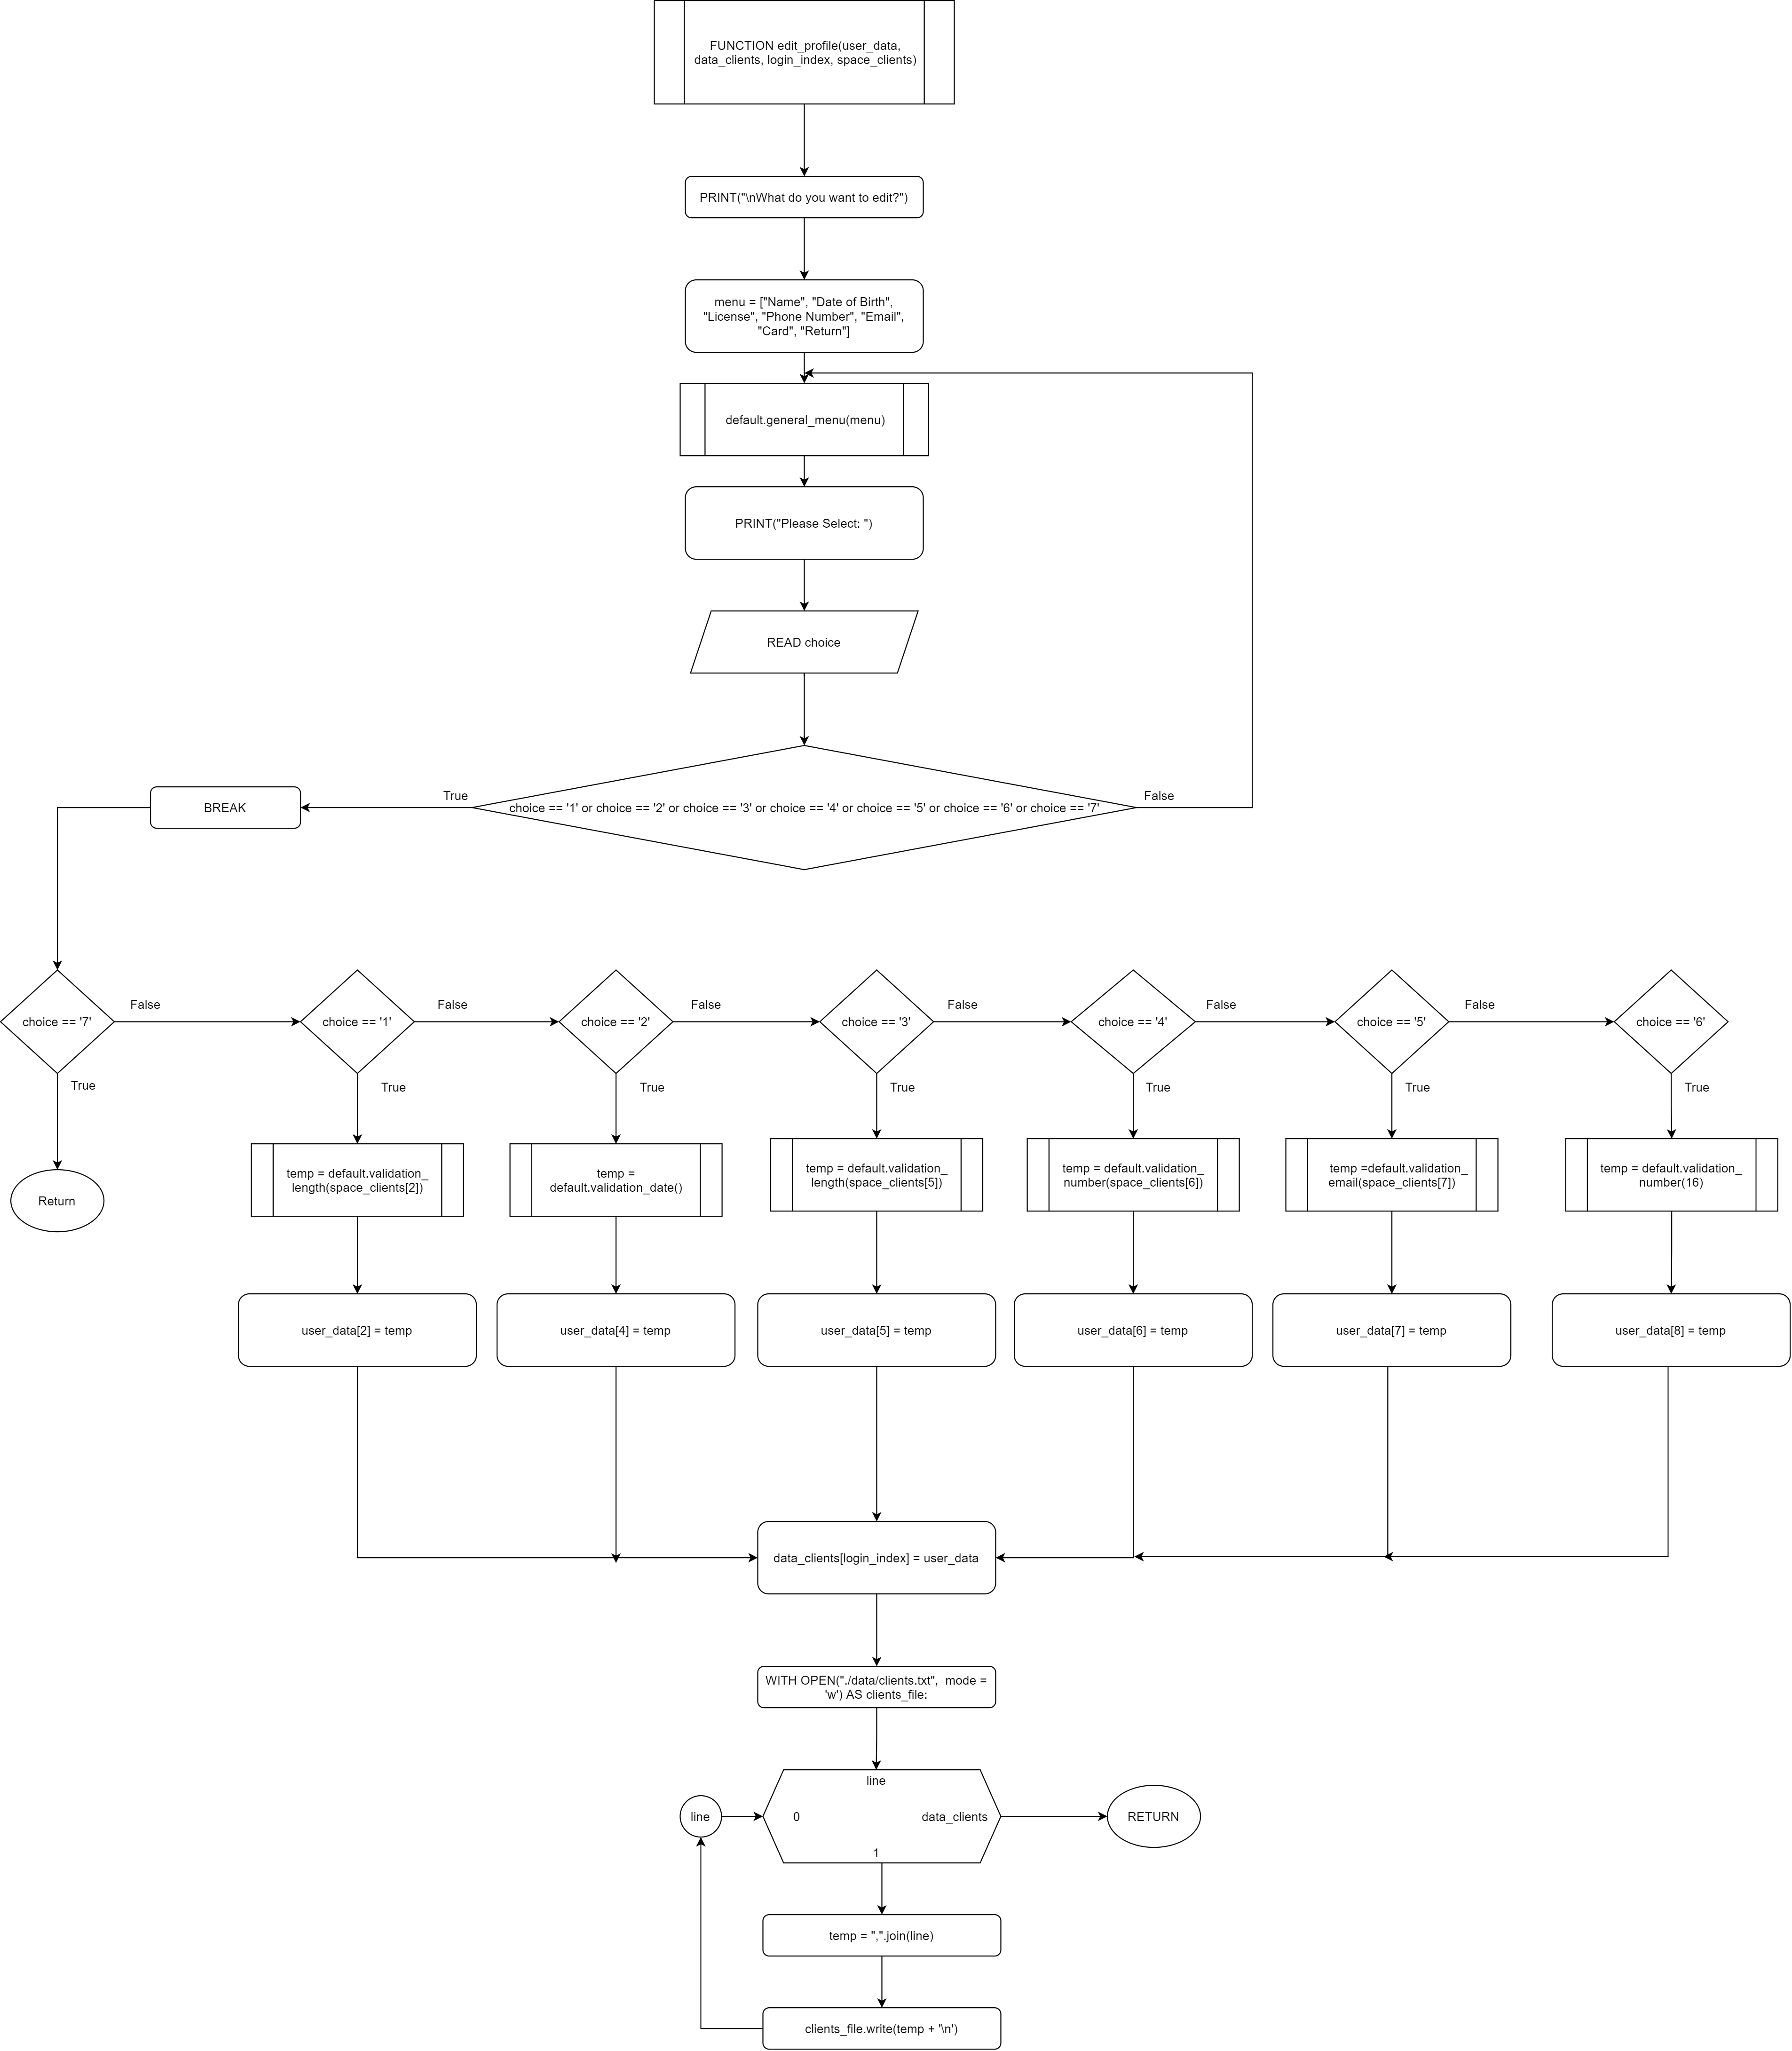 FUNCTION edit_profile(user_data,
data_clients, login_index, space_clients)
PRINT("\nWhat do you want to edit?")
menu = ["Name", "Date of Birth",
"License", "Phone Number", "Email",
"Card", "Return"]
default.general_menu(menu)
PRINT("Please Select: ")
READ choice
True
choice == '1' or choice == '2' or choice == '3' or choice == '4' or choice == '5' or choice == '6' or choice == '7'
False
BREAK
choice == '7'
False
choice == '1'
False
choice == '2'
False
choice == '3'
False
choice == '4'
False
choice == '5'
False
choice == '6'
True
True
True
True
True
True
True
Return
temp = default.validation_
length(space_clients[2])
temp =
default.validation_date()
temp = default.validation_
length(space_clients[5])
temp = default.validation_
number(space_clients[6])
temp =default.validation_
email(space_clients[7])
temp = default.validation_
number(16)
user_data[2] = temp
user_data[4] = temp
user_data[5] = temp
user_data[6] = temp
user_data[7] = temp
user_data[8] = temp
data_clients[login_index] = user_data
WITH OPEN("./data/clients.txt",  mode =
'w') AS clients_file:
line
line
0
data_clients
1
RETURN
temp = ",".join(line)
clients_file.write(temp + '\n')